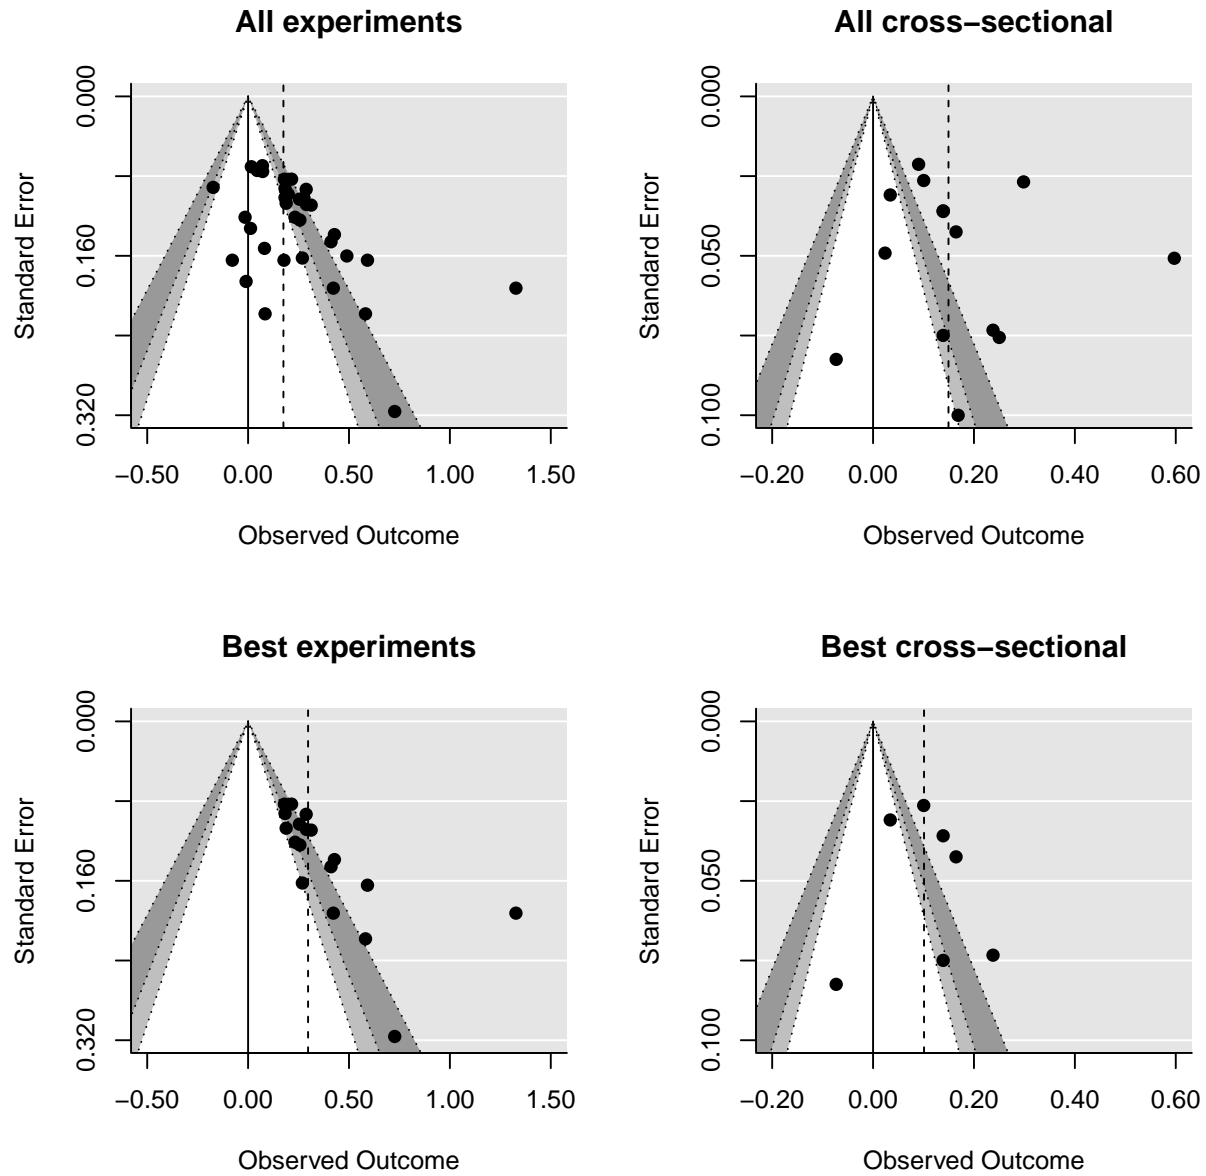 All experiments
Standard Error
0.000
0.160
0.320
−0.50 0.00 0.50 1.00 1.50
Observed Outcome
All cross−sectional
Standard Error
0.000
0.050
0.100
−0.20 0.00 0.20 0.40 0.60
Observed Outcome
Best experiments
Standard Error
0.000
0.160
0.320
−0.50 0.00 0.50 1.00 1.50
Observed Outcome
Best cross−sectional
Standard Error
0.000
0.050
0.100
−0.20 0.00 0.20 0.40 0.60
Observed Outcome